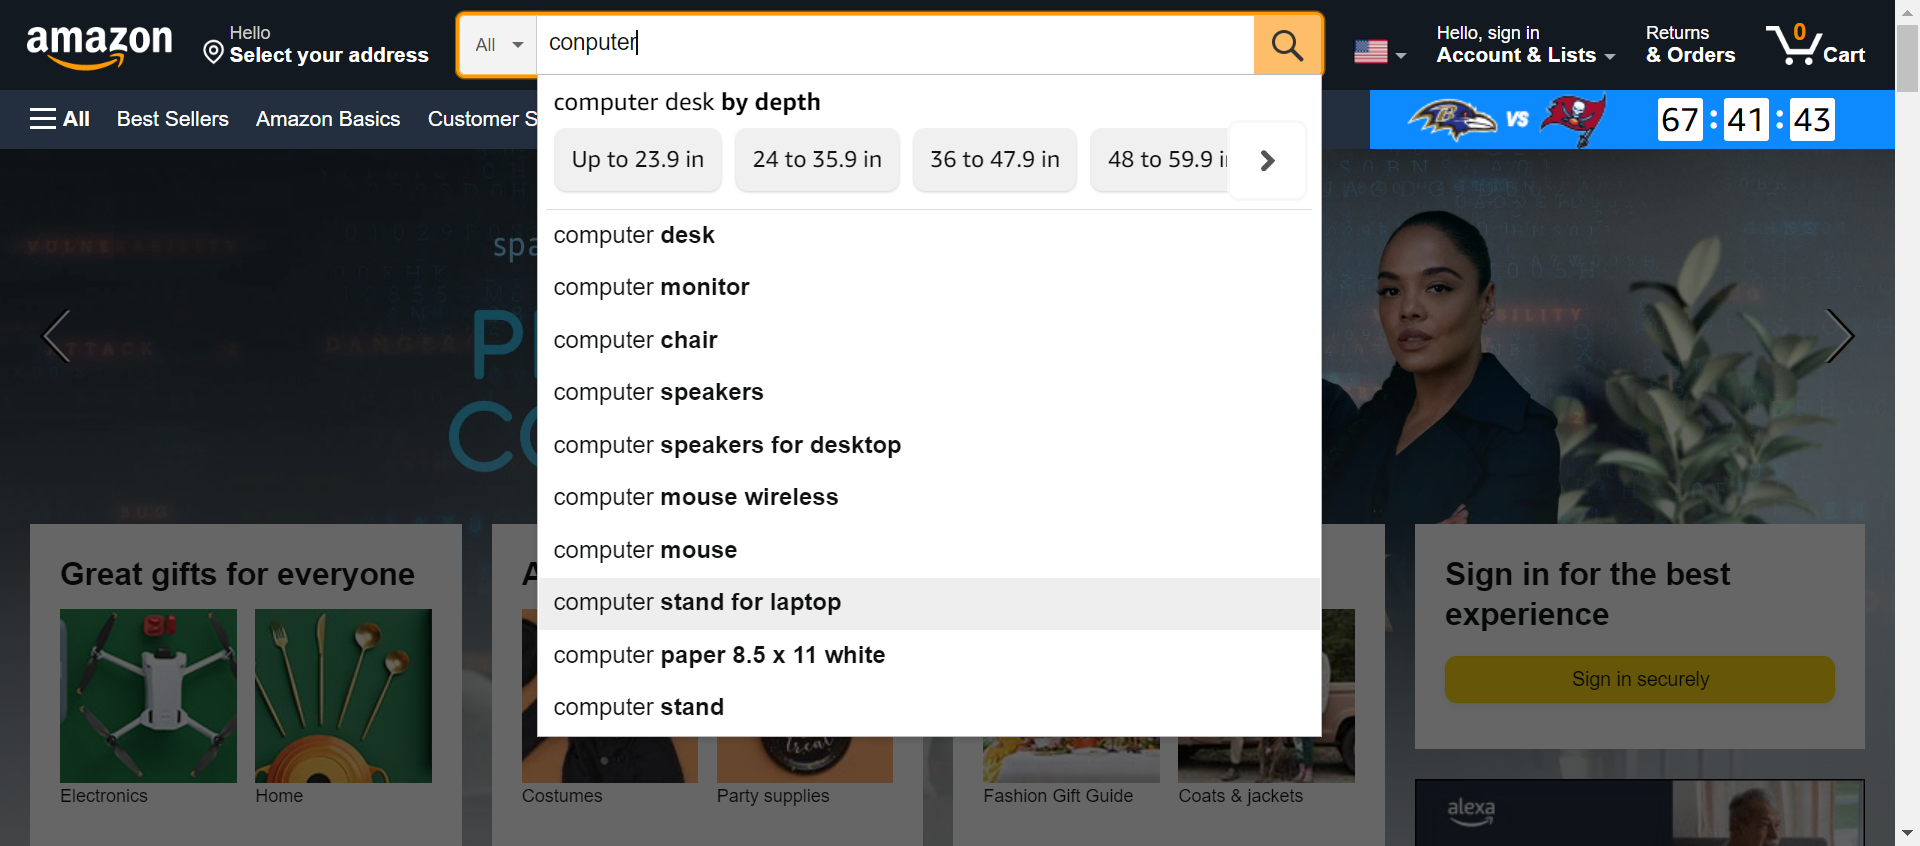 amazon
Hello
Select your address
All
conputer
Hello, sign in
Account & Lists
Returns
& Orders
0
Cart
All
Best Sellers
Amazon Basics
Customer S
VS
67:41:43
computer desk by depth
Up to 23.9 in
24 to 35.9 in
36 to 47.9 in
48 to 59.9 i
computer desk
computer monitor
computer chair
computer speakers
computer speakers for desktop
computer mouse wireless
computer mouse
computer stand for laptop
computer paper 8.5 x 11 white
computer stand
spa
CO
ATTACK
Great gifts for everyone
Electronics
Home
A
Costumes
treat
Party supplies
Fashion Gift Guide
Coats & jackets
Sign in for the best
experience
Sign in securely
alexa